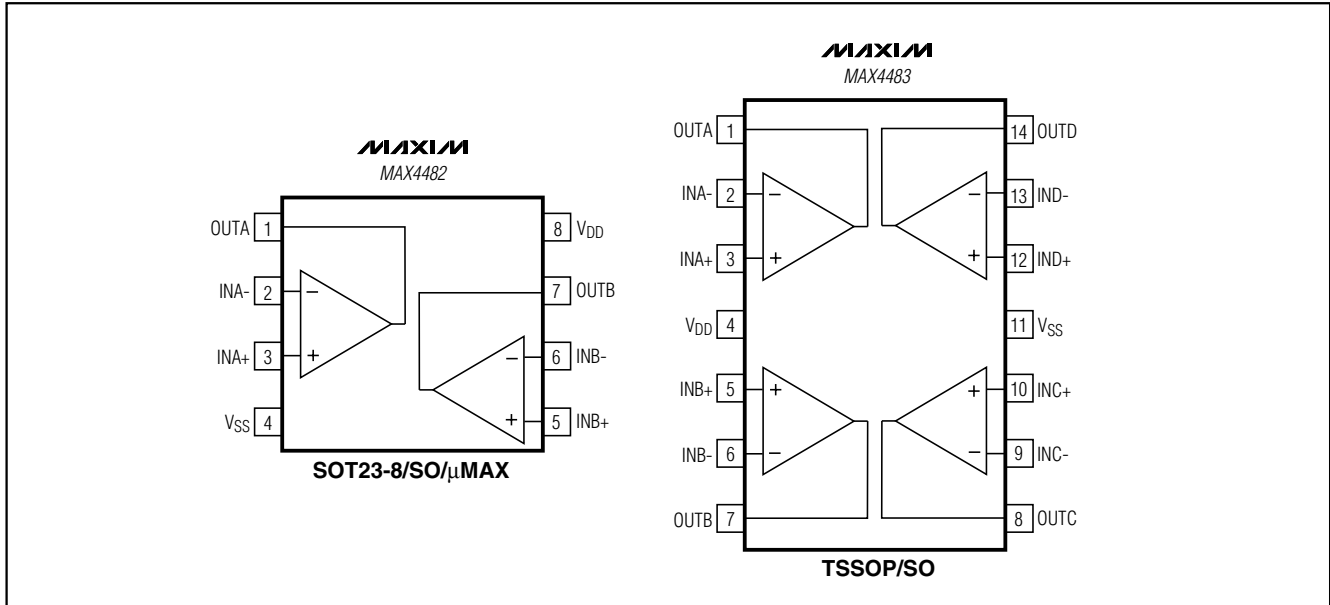 MAXIM
MAX4482
OUTA 1
INA- 2
INA+ 3
VSS 4
8 VDD
7 OUTB
6 INB-
5 INB+
−
+
−
+
SOT23-8/SO/μMAX
MAXIM
MAX4483
OUTA 1
INA- 2
INA+ 3
VDD 4
INB+ 5
INB- 6
OUTB 7
14 OUTD
13 IND-
12 IND+
11 VSS
10 INC+
9 INC-
8 OUTC
−
+
−
+
+
−
+
−
TSSOP/SO